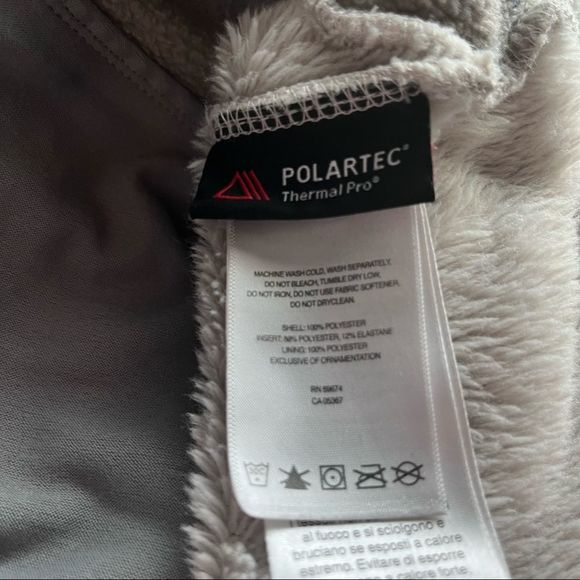 POLARTEC®
Thermal Pro®
MACHINE WASH COLD, WASH SEPARATELY,
DO NOT BLEACH, TUMBLE DRY LOW,
DO NOT IRON, DO NOT USE FABRIC SOFTENER,
DO NOT DRYCLEAN.
SHELL: 100% POLYESTER
INSERT: 88% POLYESTER, 12% ELASTANE
LINING: 100% POLYESTER
EXCLUSIVE OF ORNAMENTATION
RN 59674
CA 05367
al fuoco e si sciolgono e
bruciano se esposti a calore
estremo. Evitare di esporre
calore forte,